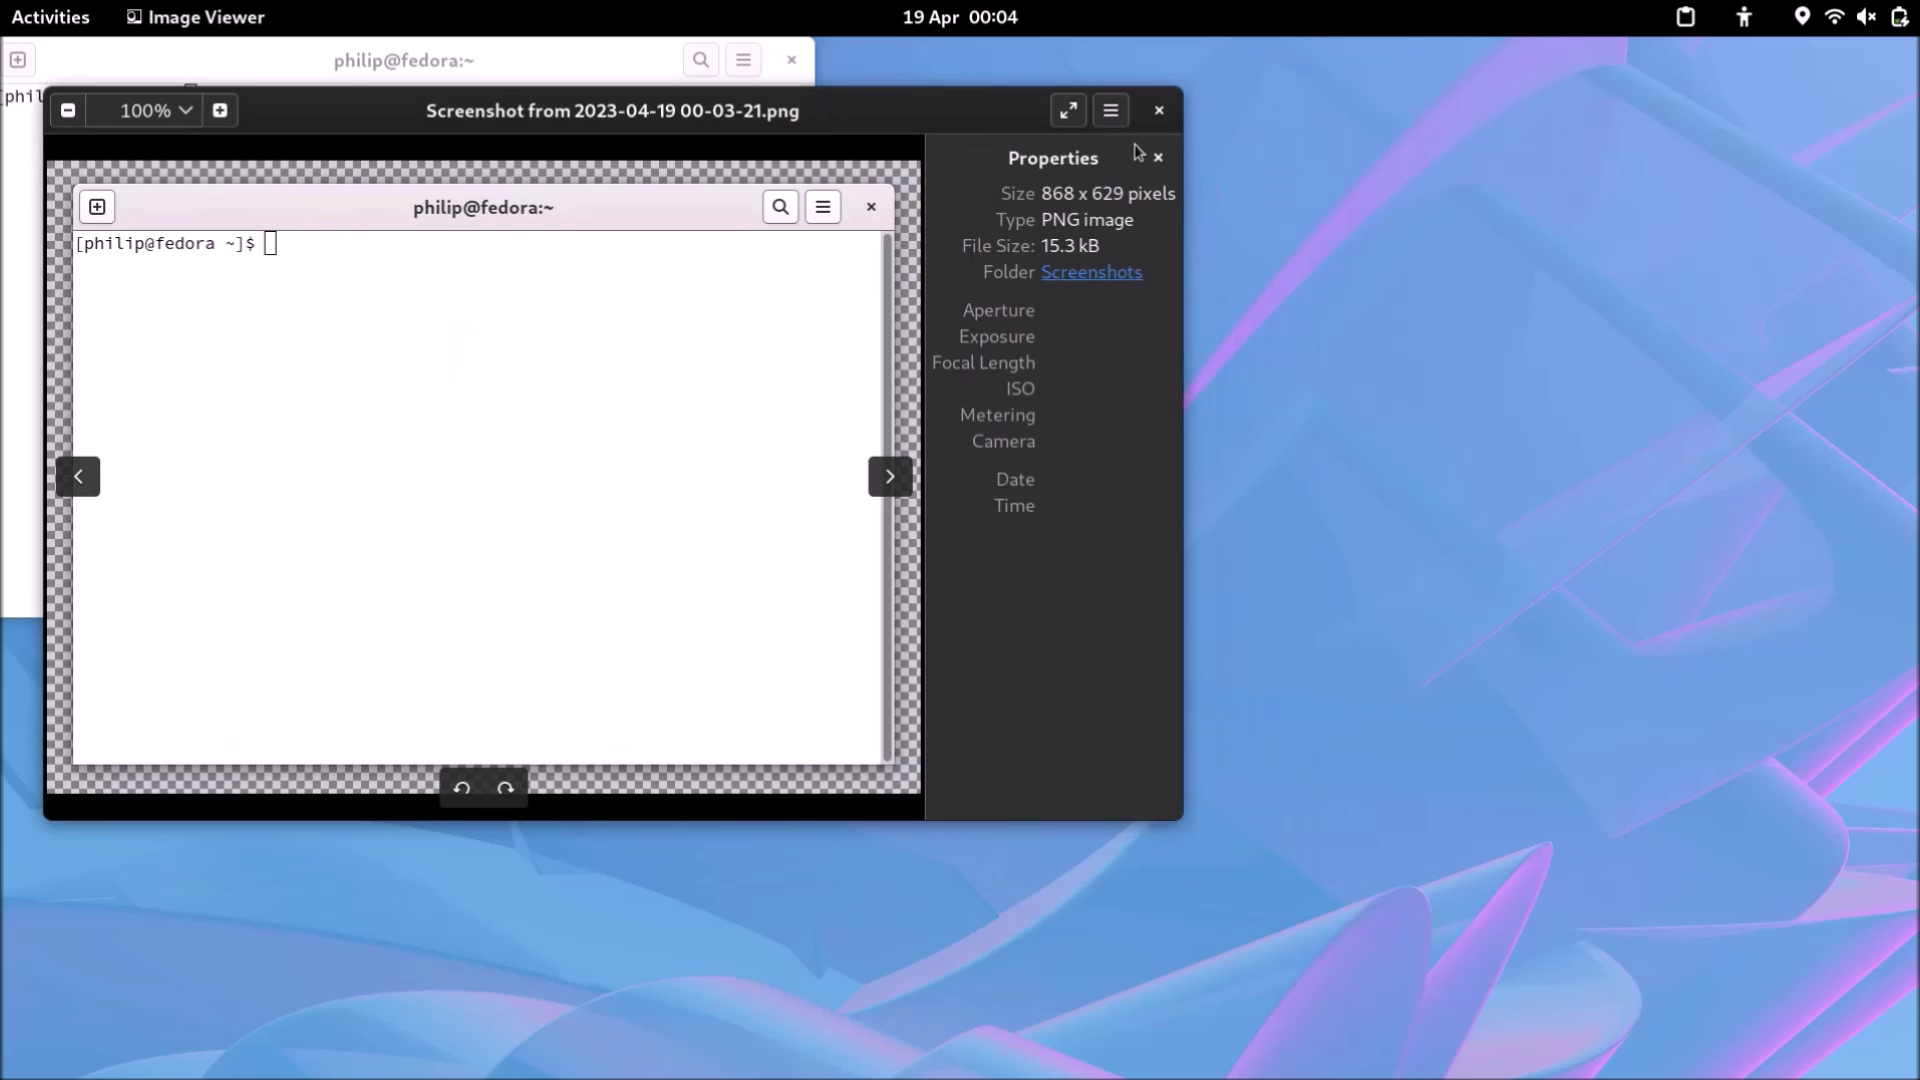 Activities Image Viewer 19 Apr 00:04
philip@fedora:~
[phil
100% Screenshot from 2023-04-19 00-03-21.png
Properties
Size 868 x 629 pixels
Type PNG image
File Size: 15.3 kB
Folder Screenshots
Aperture
Exposure
Focal Length
ISO
Metering
Camera
Date
Time
philip@fedora:~
[philip@fedora ~]$